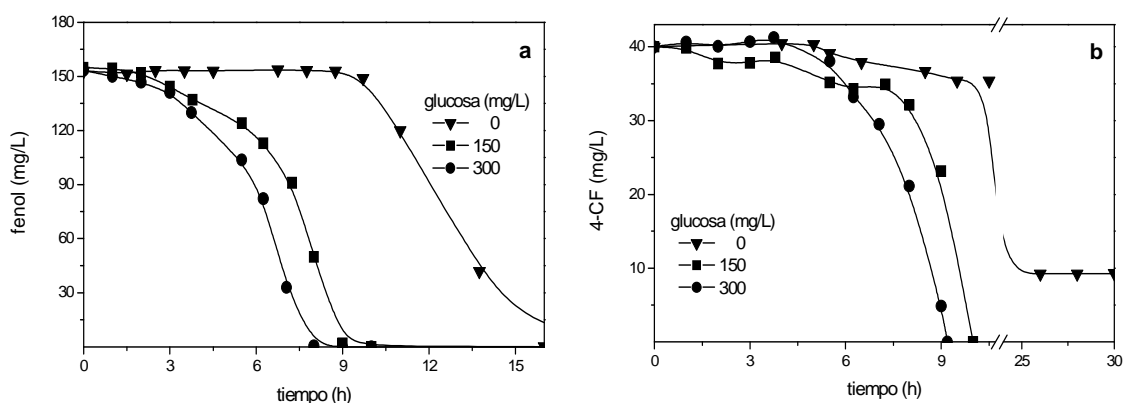 180
150
120
90
60
30
0 3 6 9 12 15
fenol (mg/L)
tiempo (h)
a
glucosa (mg/L)
0
150
300
40
30
20
10
0 3 6 9 25 30
4-CF (mg/L)
tiempo (h)
b
glucosa (mg/L)
0
150
300